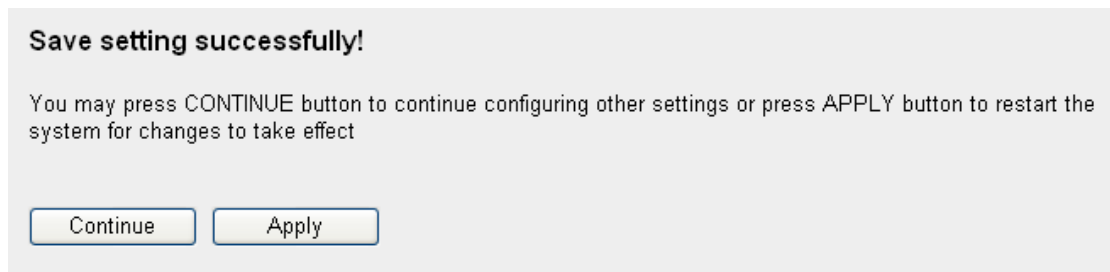 Save setting successfully!
You may press CONTINUE button to continue configuring other settings or press APPLY button to restart the
system for changes to take effect
Continue Apply